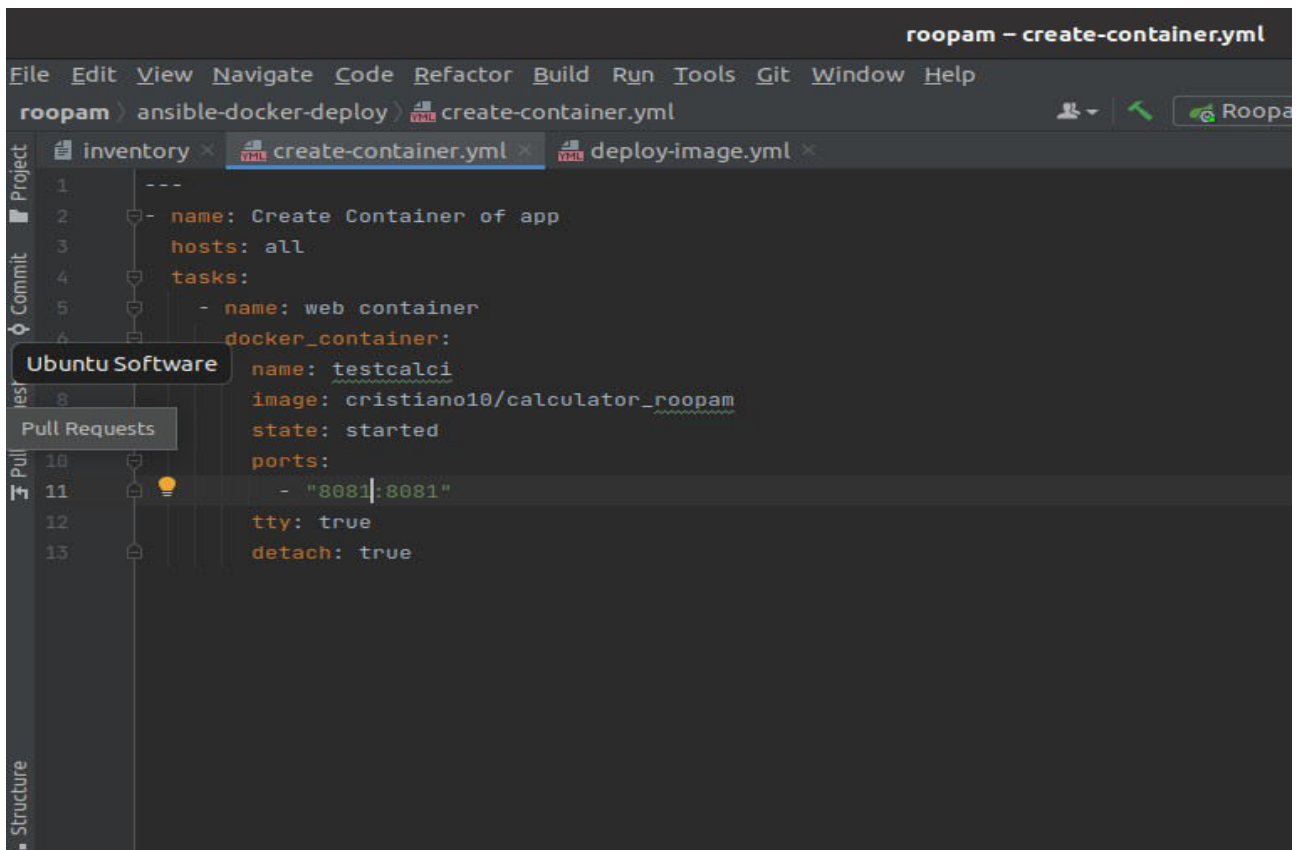 roopam – create-container.yml
File Edit View Navigate Code Refactor Build Run Tools Git Window Help
roopam ansible-docker-deploy create-container.yml Roopa
inventory create-container.yml deploy-image.yml
Project
Commit
Pull
Structure
Ubuntu Software
Pull Requests
1 ---
2 - name: Create Container of app
3 hosts: all
4 tasks:
5 - name: web container
6 docker_container:
name: testcalci
8 image: cristiano10/calculator_roopam
state: started
10 ports:
11 - "8081:8081"
12 tty: true
13 detach: true